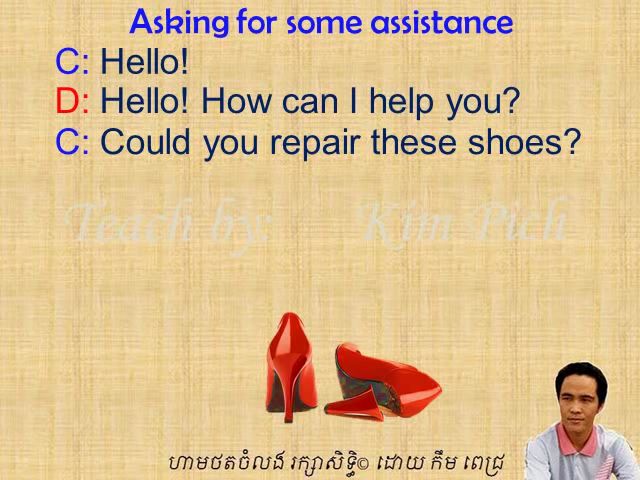 Asking for some assistance
C: Hello!
D: Hello! How can I help you?
C: Could you repair these shoes?
Teach by: Kim Pich
ហាមថតចំលង រក្សាសិទ្ធិ© ដោយ កឹម ពេជ្រ